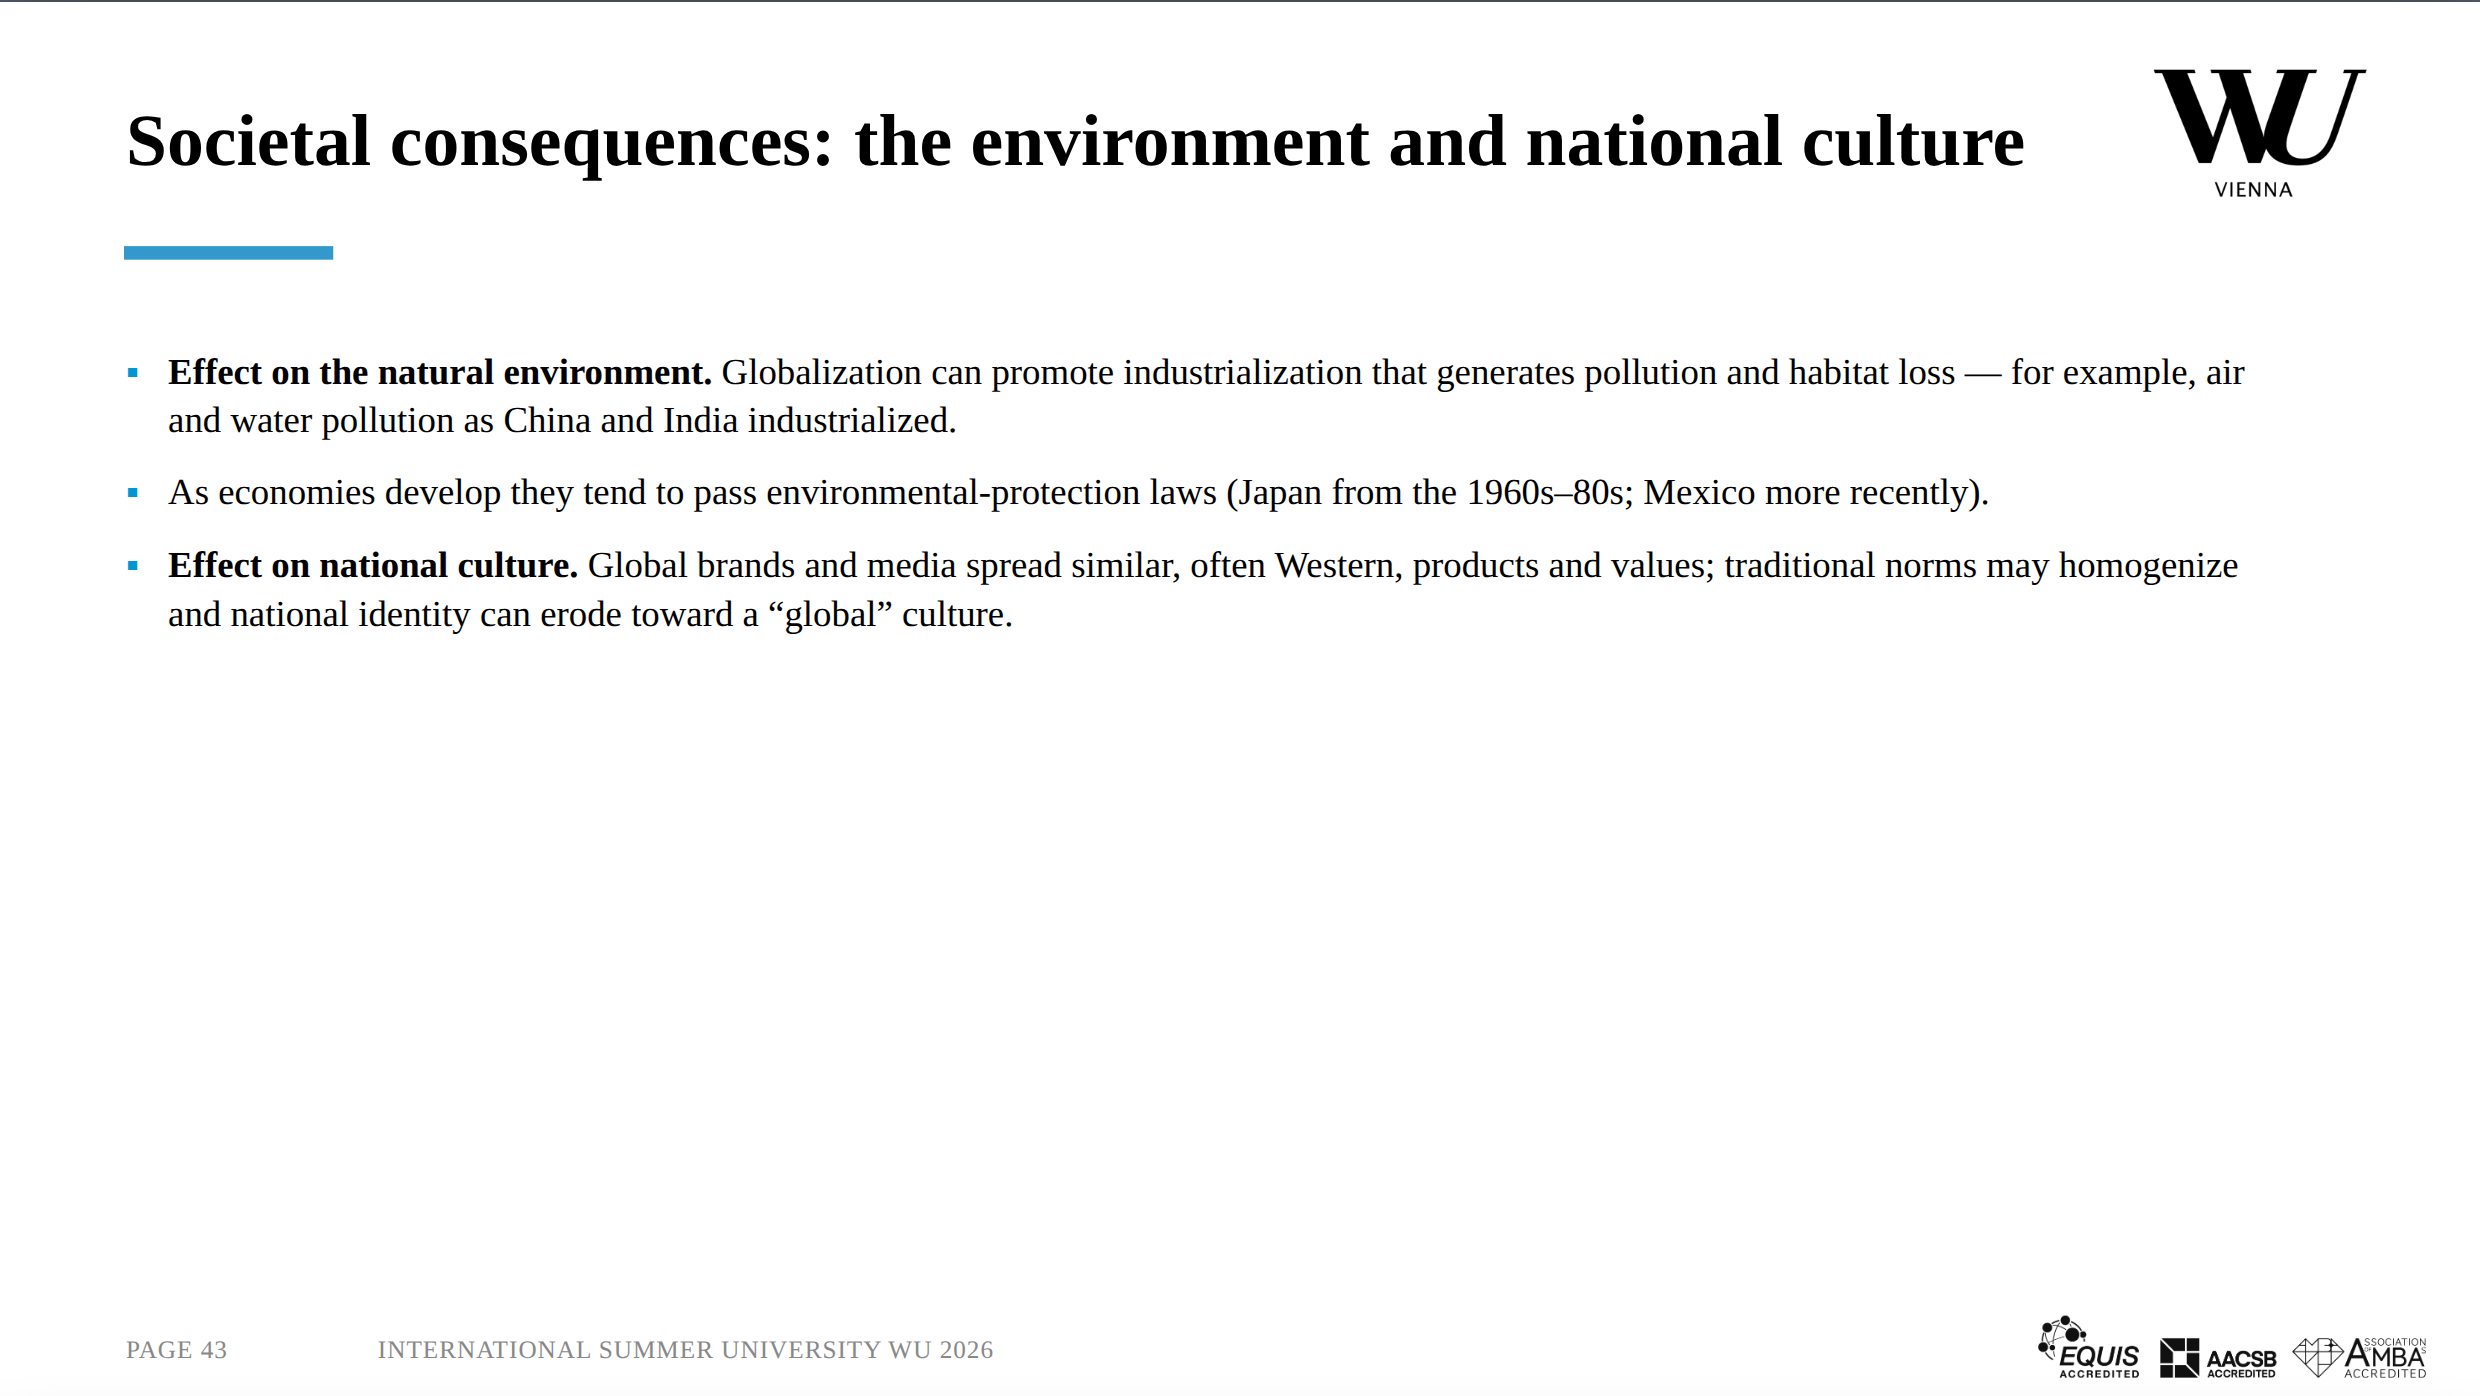 Societal consequences: the environment and national culture
WU
VIENNA
▪ Effect on the natural environment. Globalization can promote industrialization that generates pollution and habitat loss — for example, air
and water pollution as China and India industrialized.
▪ As economies develop they tend to pass environmental-protection laws (Japan from the 1960s–80s; Mexico more recently).
▪ Effect on national culture. Global brands and media spread similar, often Western, products and values; traditional norms may homogenize
and national identity can erode toward a “global” culture.
PAGE 43 INTERNATIONAL SUMMER UNIVERSITY WU 2026
EQUIS
ACCREDITED
AACSB
ACCREDITED
ASSOCIATION
OF MBAS
ACCREDITED